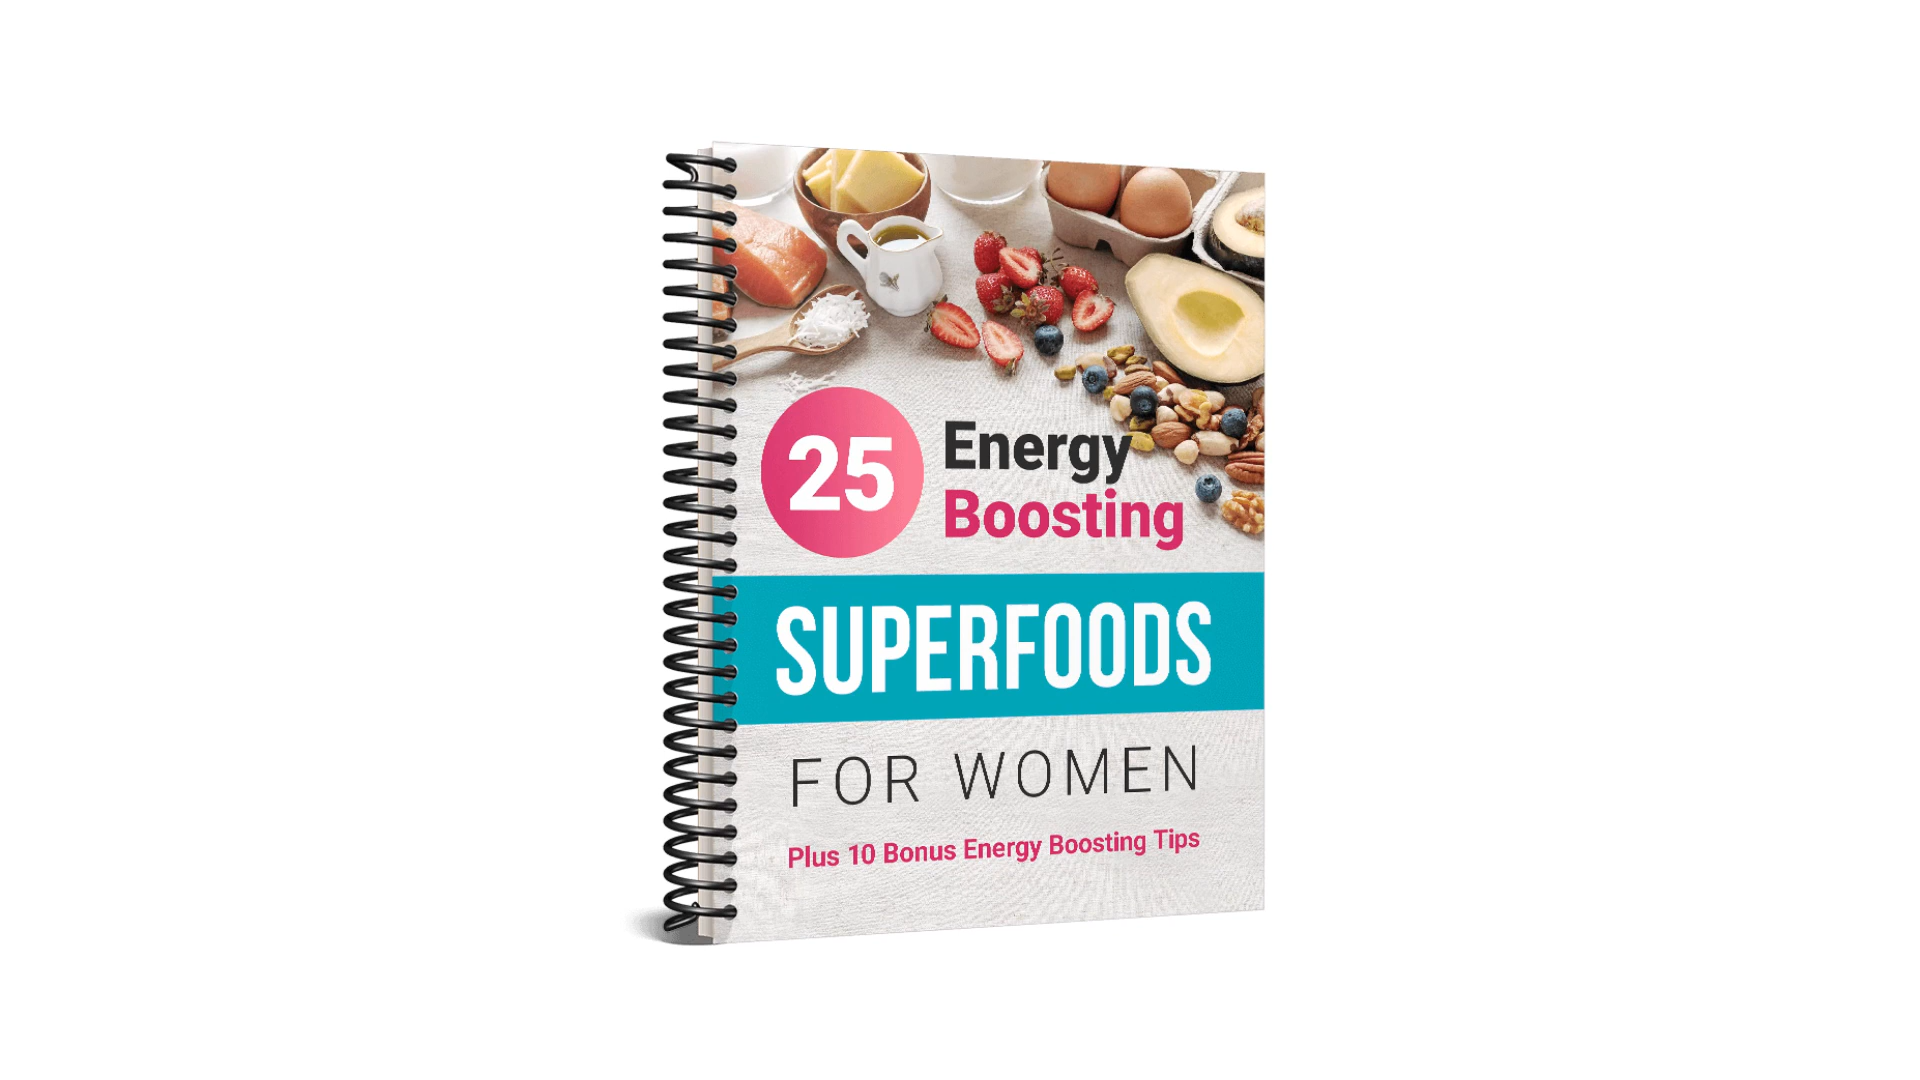 25
Energy
Boosting
SUPERFOODS
FOR WOMEN
Plus 10 Bonus Energy Boosting Tips